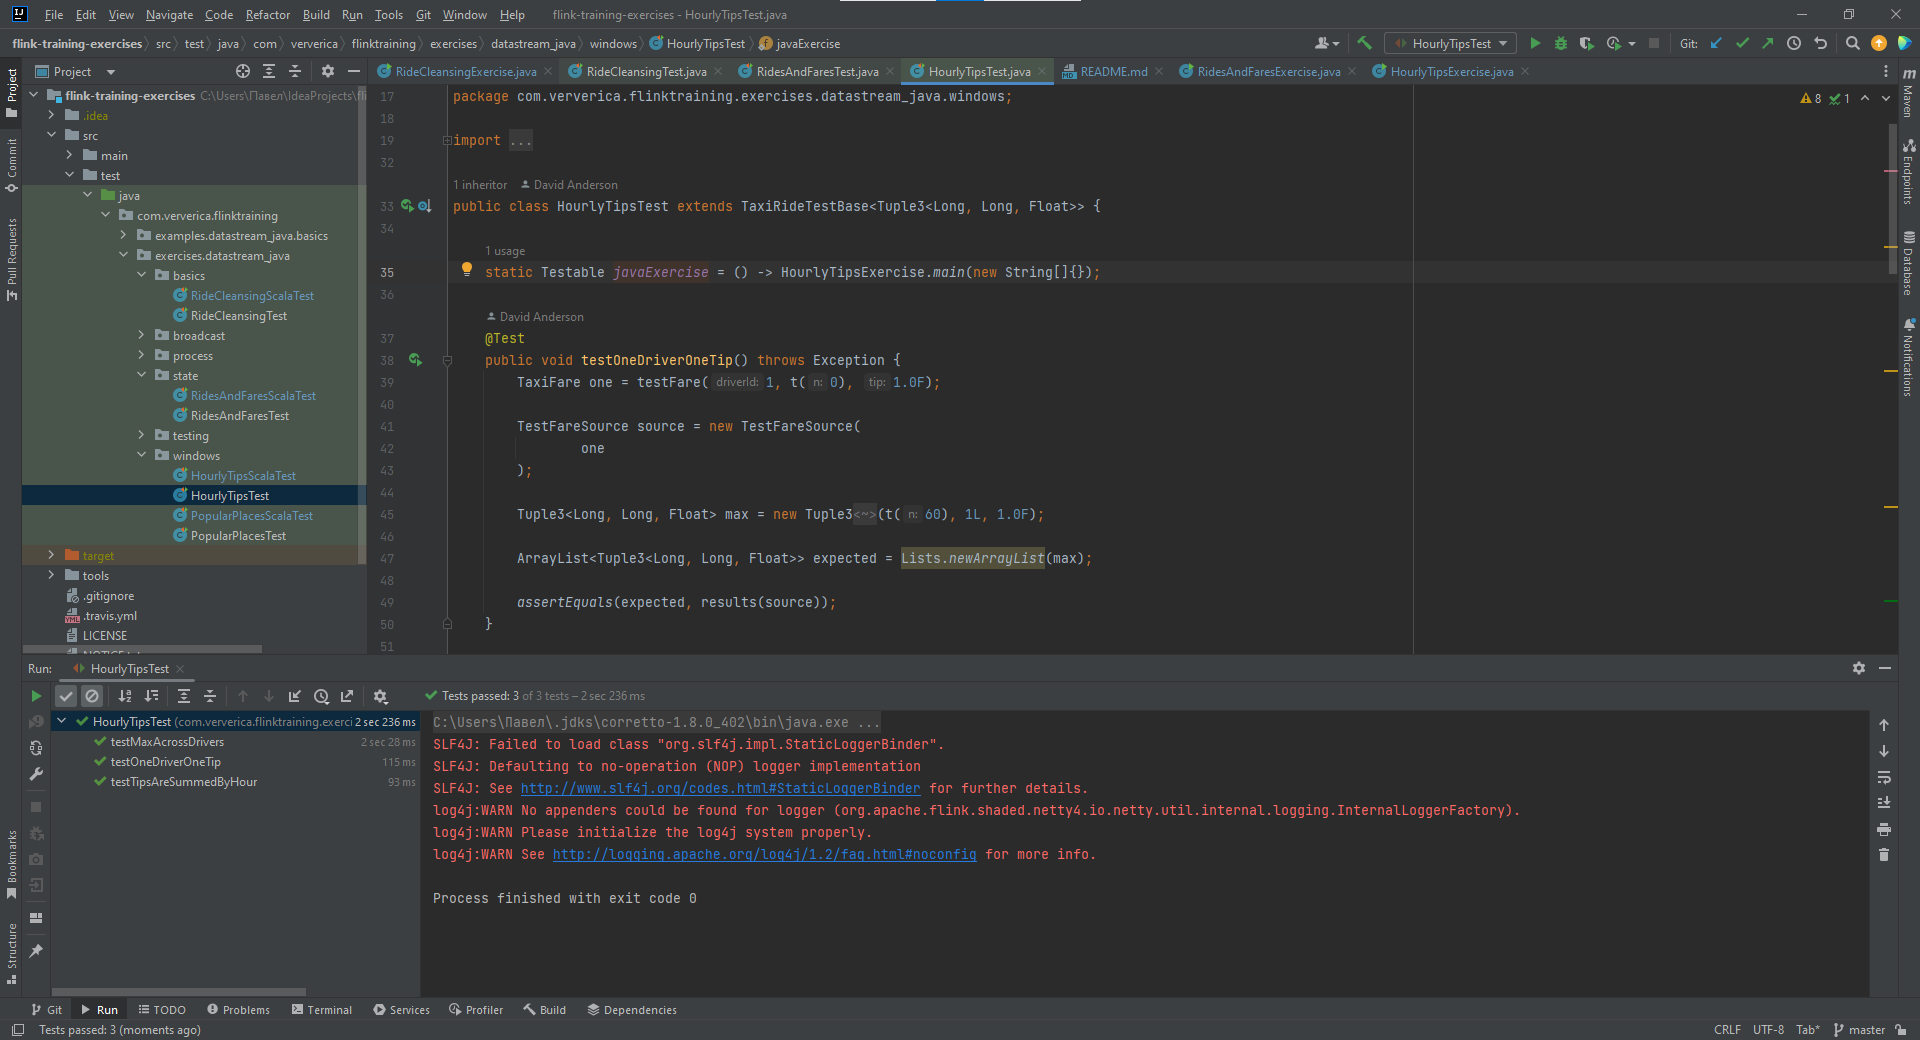 File Edit View Navigate Code Refactor Build Run Tools Git Window Help flink-training-exercises - HourlyTipsTest.java
flink-training-exercises src test java com ververica flinktraining exercises datastream_java windows HourlyTipsTest javaExercise HourlyTipsTest Git:
Project
RideCleansingExercise.java RideCleansingTest.java RidesAndFaresTest.java HourlyTipsTest.java README.md RidesAndFaresExercise.java HourlyTipsExercise.java
Project
Commit
Pull Requests
Bookmarks
Structure
flink-training-exercises C:\Users\Павел\IdeaProjects\fli
.idea
src
main
test
java
com.ververica.flinktraining
examples.datastream_java.basics
exercises.datastream_java
basics
RideCleansingScalaTest
RideCleansingTest
broadcast
process
state
RidesAndFaresScalaTest
RidesAndFaresTest
testing
windows
HourlyTipsScalaTest
HourlyTipsTest
PopularPlacesScalaTest
PopularPlacesTest
target
tools
.gitignore
.travis.yml
LICENSE
8 1
17 package com.ververica.flinktraining.exercises.datastream_java.windows;
18
19 import ...
32
1 inheritor David Anderson
33 public class HourlyTipsTest extends TaxiRideTestBase<Tuple3<Long, Long, Float>> {
34
1 usage
35 static Testable javaExercise = () -> HourlyTipsExercise.main(new String[]{});
36
David Anderson
37 @Test
38 public void testOneDriverOneTip() throws Exception {
39 TaxiFare one = testFare( driverId: 1, t( n: 0), tip: 1.0F);
40
41 TestFareSource source = new TestFareSource(
42 one
43 );
44
45 Tuple3<Long, Long, Float> max = new Tuple3<~>(t( n: 60), 1L, 1.0F);
46
47 ArrayList<Tuple3<Long, Long, Float>> expected = Lists.newArrayList(max);
48
49 assertEquals(expected, results(source));
50 }
51
Maven
Endpoints
Database
Notifications
Run: HourlyTipsTest
Tests passed: 3 of 3 tests – 2 sec 236 ms
HourlyTipsTest (com.ververica.flinktraining.exerci 2 sec 236 ms
testMaxAcrossDrivers 2 sec 28 ms
testOneDriverOneTip 115 ms
testTipsAreSummedByHour 93 ms
C:\Users\Павел\.jdks\corretto-1.8.0_402\bin\java.exe ...
SLF4J: Failed to load class "org.slf4j.impl.StaticLoggerBinder".
SLF4J: Defaulting to no-operation (NOP) logger implementation
SLF4J: See http://www.slf4j.org/codes.html#StaticLoggerBinder for further details.
log4j:WARN No appenders could be found for logger (org.apache.flink.shaded.netty4.io.netty.util.internal.logging.InternalLoggerFactory).
log4j:WARN Please initialize the log4j system properly.
log4j:WARN See http://logging.apache.org/log4j/1.2/faq.html#noconfig for more info.
Process finished with exit code 0
Git Run TODO Problems Terminal Services Profiler Build Dependencies
Tests passed: 3 (moments ago) CRLF UTF-8 Tab* master